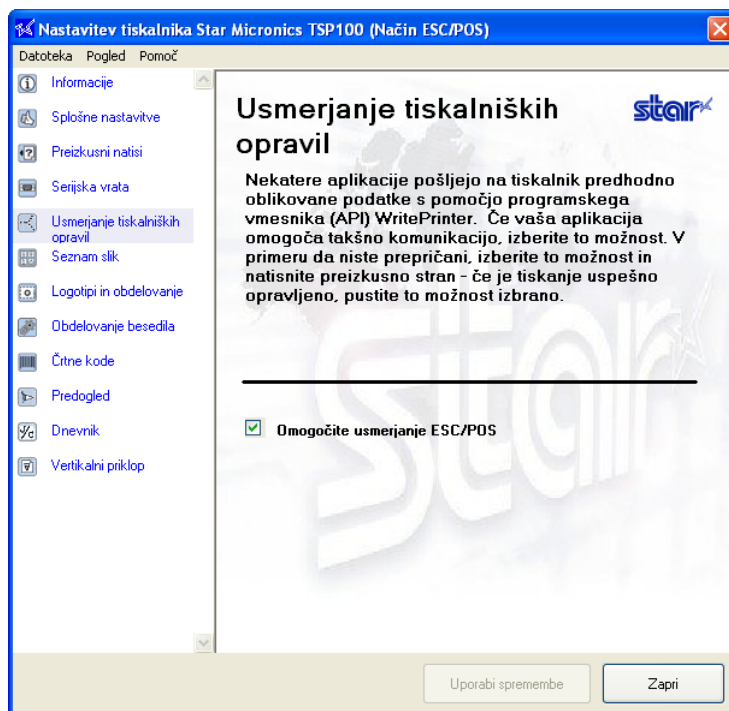 Nastavitev tiskalnika Star Micronics TSP100 (Način ESC/POS)
Datoteka Pogled Pomoč
Informacije
Splošne nastavitve
Preizkusni natisi
Serijska vrata
Usmerjanje tiskalniških
opravil
Seznam slik
Logotipi in obdelovanje
Obdelovanje besedila
Črtne kode
Predogled
Dnevnik
Vertikalni priklop
Usmerjanje tiskalniških
opravil
star
Nekatere aplikacije pošljejo na tiskalnik predhodno
oblikovane podatke s pomočjo programskega
vmesnika (API) WritePrinter. Če vaša aplikacija
omogoča takšno komunikacijo, izberite to možnost. V
primeru da niste prepričani, izberite to možnost in
natisnite preizkusno stran - če je tiskanje uspešno
opravljeno, pustite to možnost izbrano.
star
Omogočite usmerjanje ESC/POS
Uporabi spremembe
Zapri